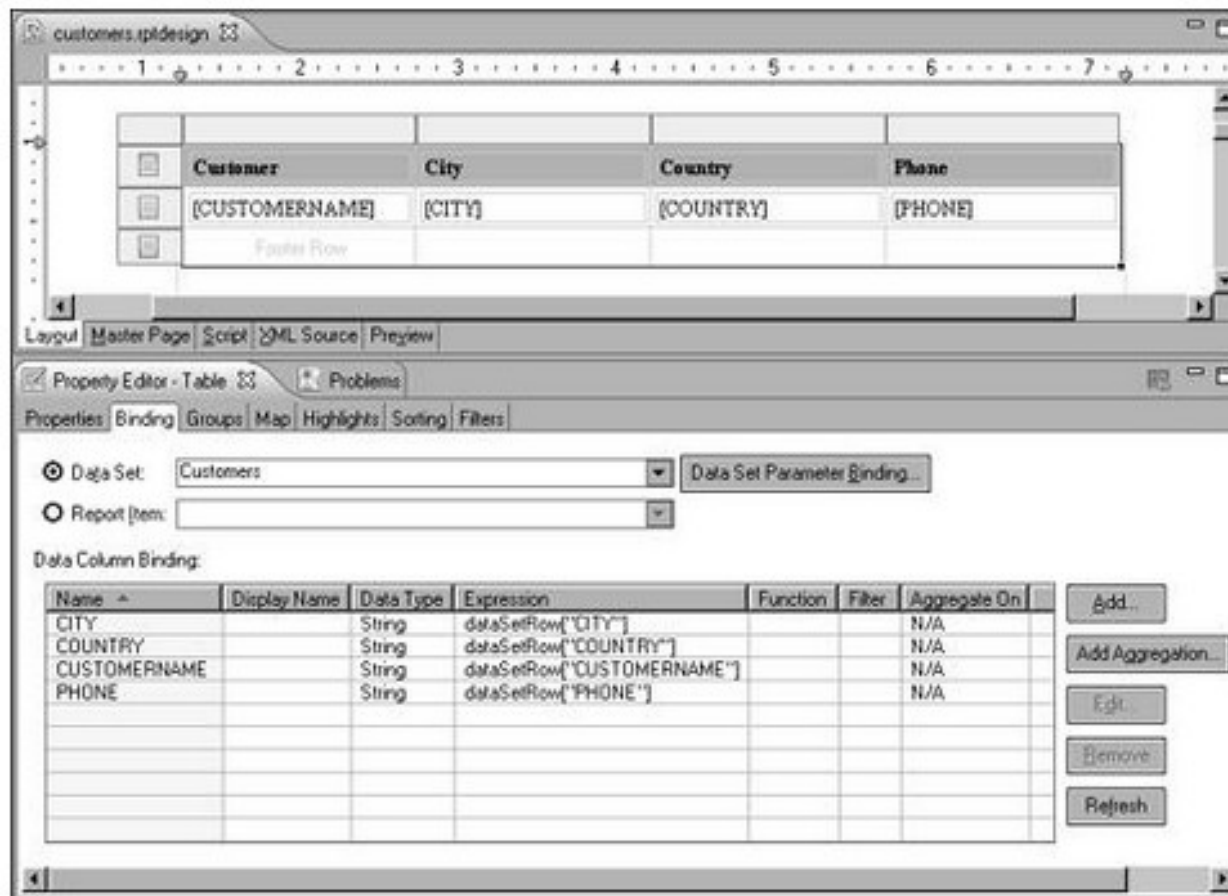 customers.rptdesign
1 2 3 4 5 6 7
Customer City Country Phone
[CUSTOMERNAME] [CITY] [COUNTRY] [PHONE]
Footer Row
Layout Master Page Script XML Source Preview
Property Editor - Table Problems
Properties Binding Groups Map Highlights Sorting Filters
Data Set: Customers Data Set Parameter Binding...
Report Item:
Data Column Binding:
Name Display Name Data Type Expression Function Filter Aggregate On
CITY String dataSetRow["CITY"] N/A
COUNTRY String dataSetRow["COUNTRY"] N/A
CUSTOMERNAME String dataSetRow["CUSTOMERNAME"] N/A
PHONE String dataSetRow["PHONE"] N/A
Add...
Add Aggregation...
Edit...
Remove
Refresh